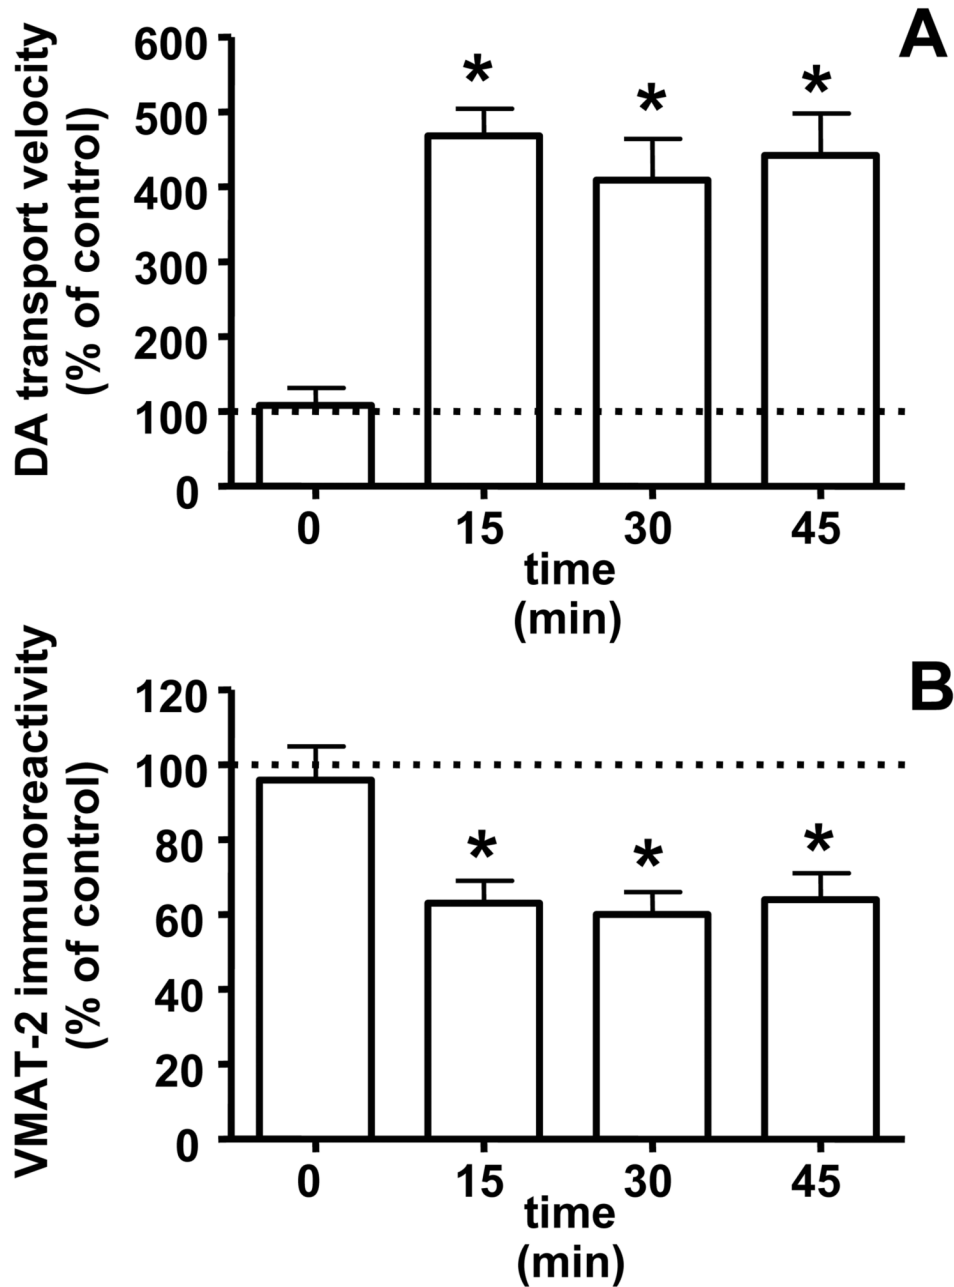 A
DA transport velocity
(% of control)
600
500
400
300
200
100
0
* * *
0 15 30 45
time
(min)
B
VMAT-2 immunoreactivity
(% of control)
120
100
80
60
40
20
0
* * *
0 15 30 45
time
(min)